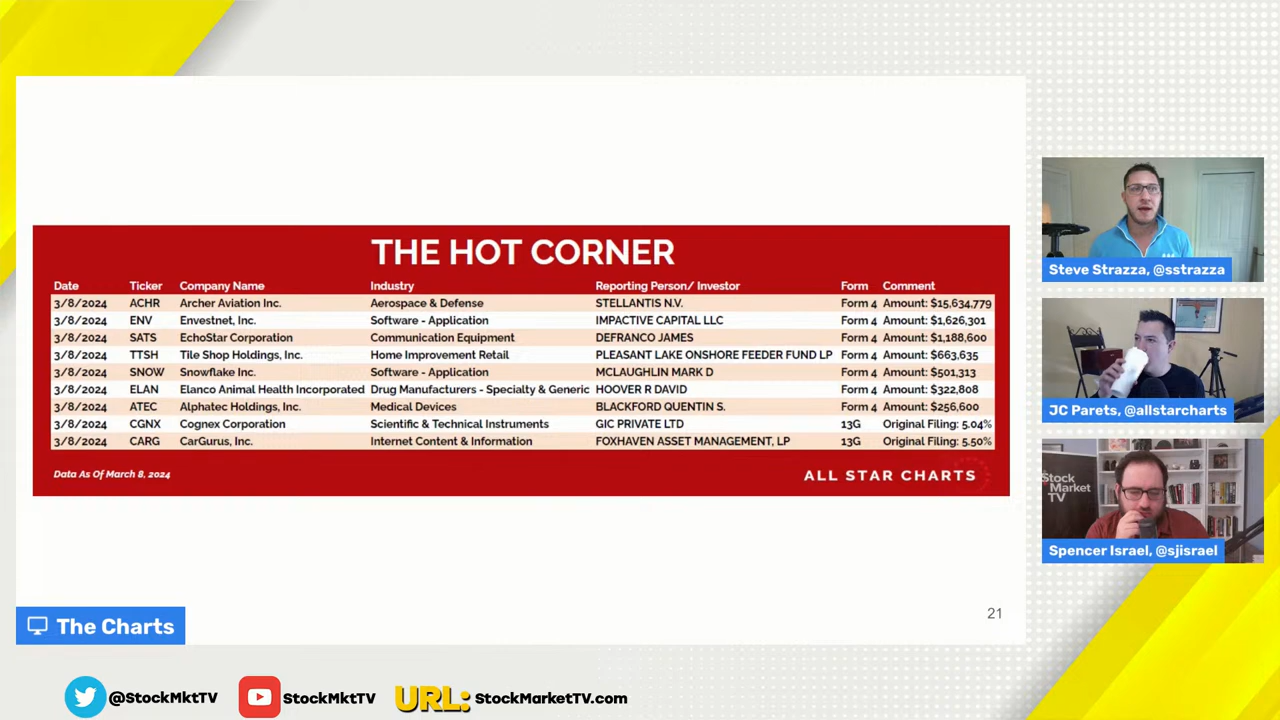 THE HOT CORNER
Date Ticker Company Name Industry Reporting Person/ Investor Form Comment
3/8/2024 ACHR Archer Aviation Inc. Aerospace & Defense STELLANTIS N.V. Form 4 Amount: $15,634,779
3/8/2024 ENV Envestnet, Inc. Software - Application IMPACTIVE CAPITAL LLC Form 4 Amount: $1,626,301
3/8/2024 SATS EchoStar Corporation Communication Equipment DEFRANCO JAMES Form 4 Amount: $1,188,600
3/8/2024 TTSH Tile Shop Holdings, Inc. Home Improvement Retail PLEASANT LAKE ONSHORE FEEDER FUND LP Form 4 Amount: $663,635
3/8/2024 SNOW Snowflake Inc. Software - Application MCLAUGHLIN MARK D Form 4 Amount: $501,313
3/8/2024 ELAN Elanco Animal Health Incorporated Drug Manufacturers - Specialty & Generic HOOVER R DAVID Form 4 Amount: $322,808
3/8/2024 ATEC Alphatec Holdings, Inc. Medical Devices BLACKFORD QUENTIN S. Form 4 Amount: $256,600
3/8/2024 CGNX Cognex Corporation Scientific & Technical Instruments GIC PRIVATE LTD 13G Original Filing: 5.04%
3/8/2024 CARG CarGurus, Inc. Internet Content & Information FOXHAVEN ASSET MANAGEMENT, LP 13G Original Filing: 5.50%
Data As Of March 8, 2024
ALL STAR CHARTS
21
The Charts
Steve Strazza, @sstrazza
JC Parets, @allstarcharts
Stock
Market
TV
Spencer Israel, @sjisrael
@StockMktTV
StockMktTV
URL: StockMarketTV.com